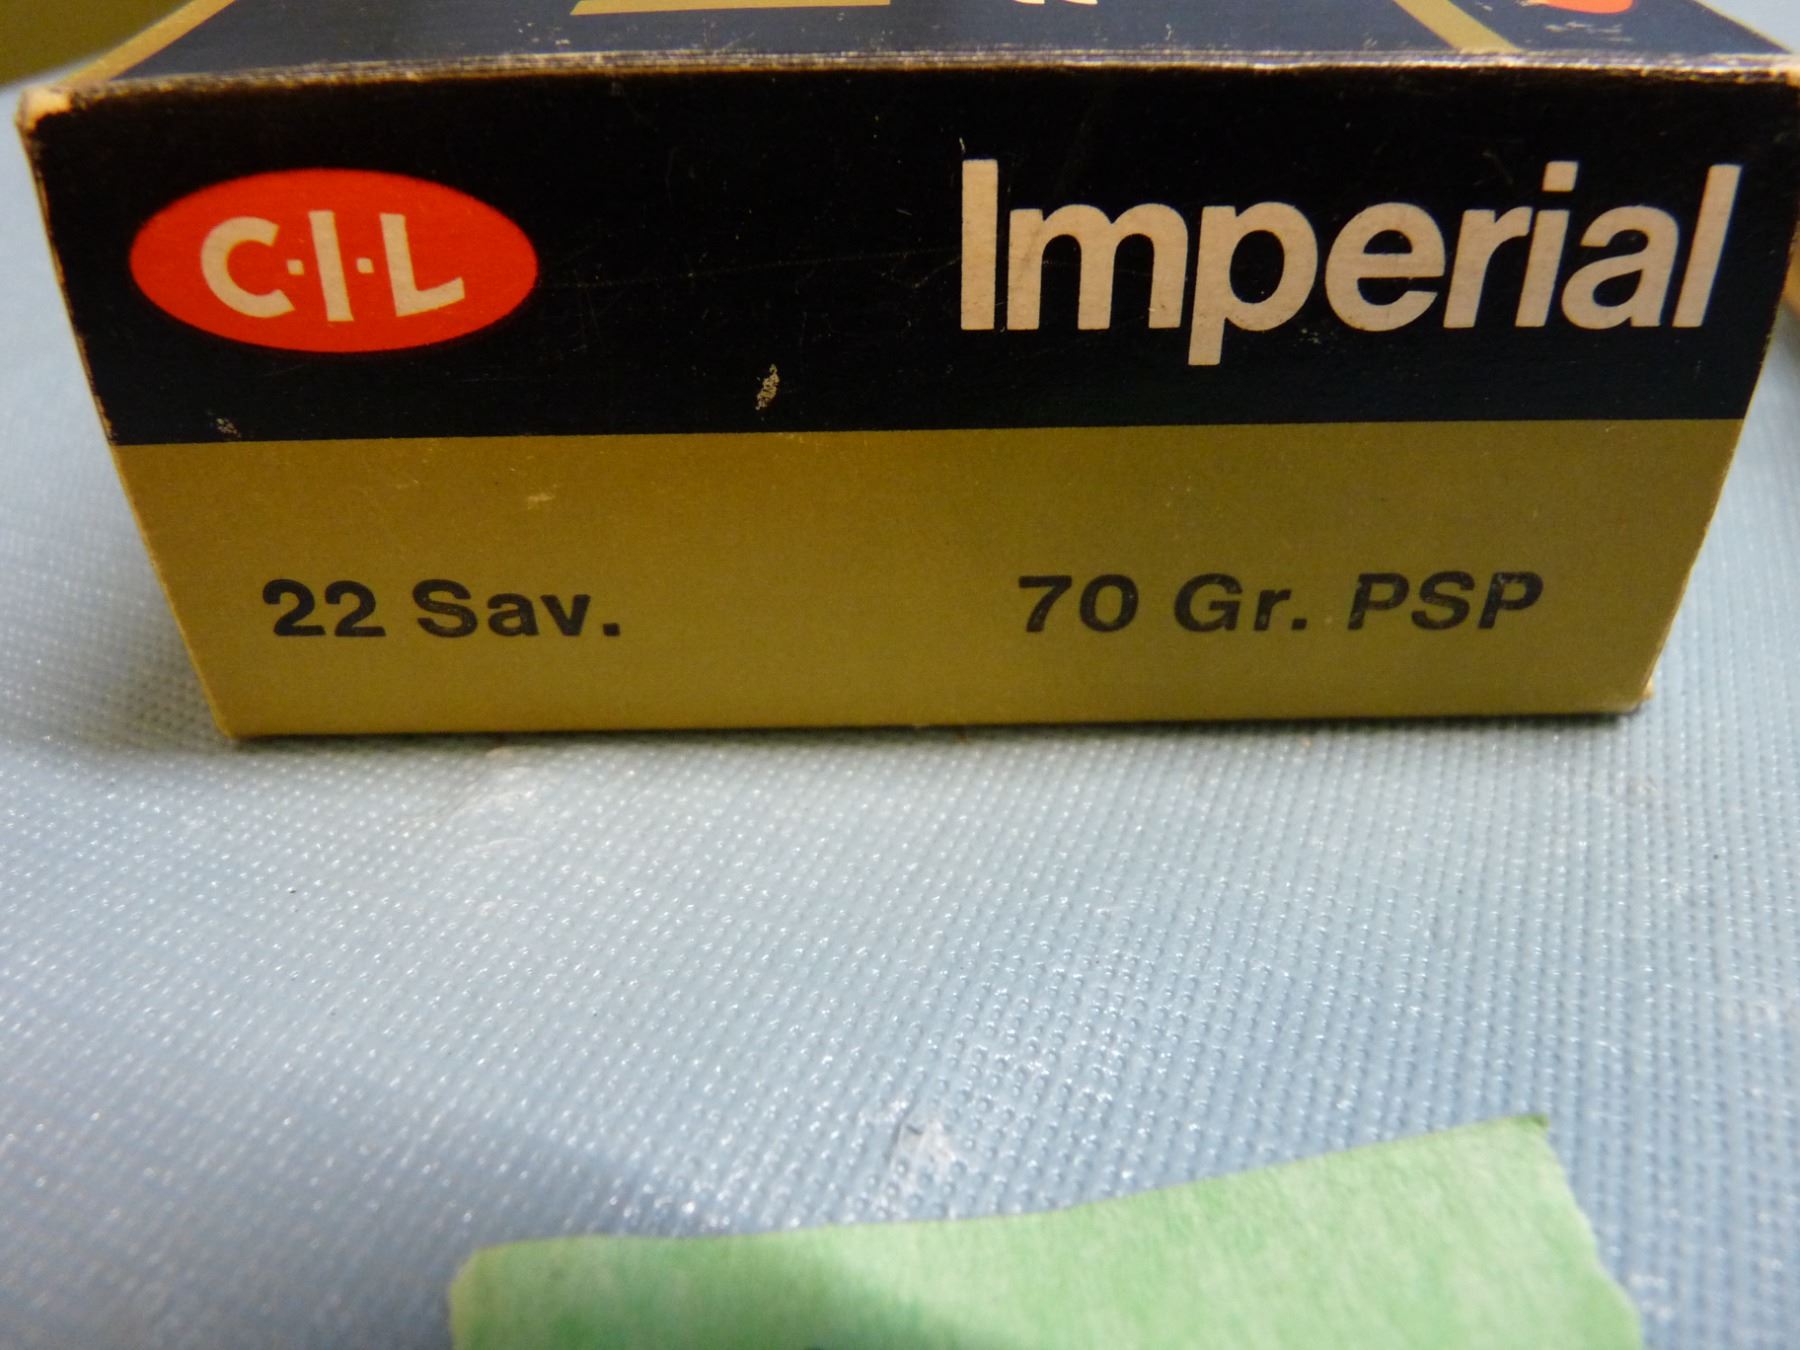 C·I·L Imperial
22 Sav. 70 Gr. PSP